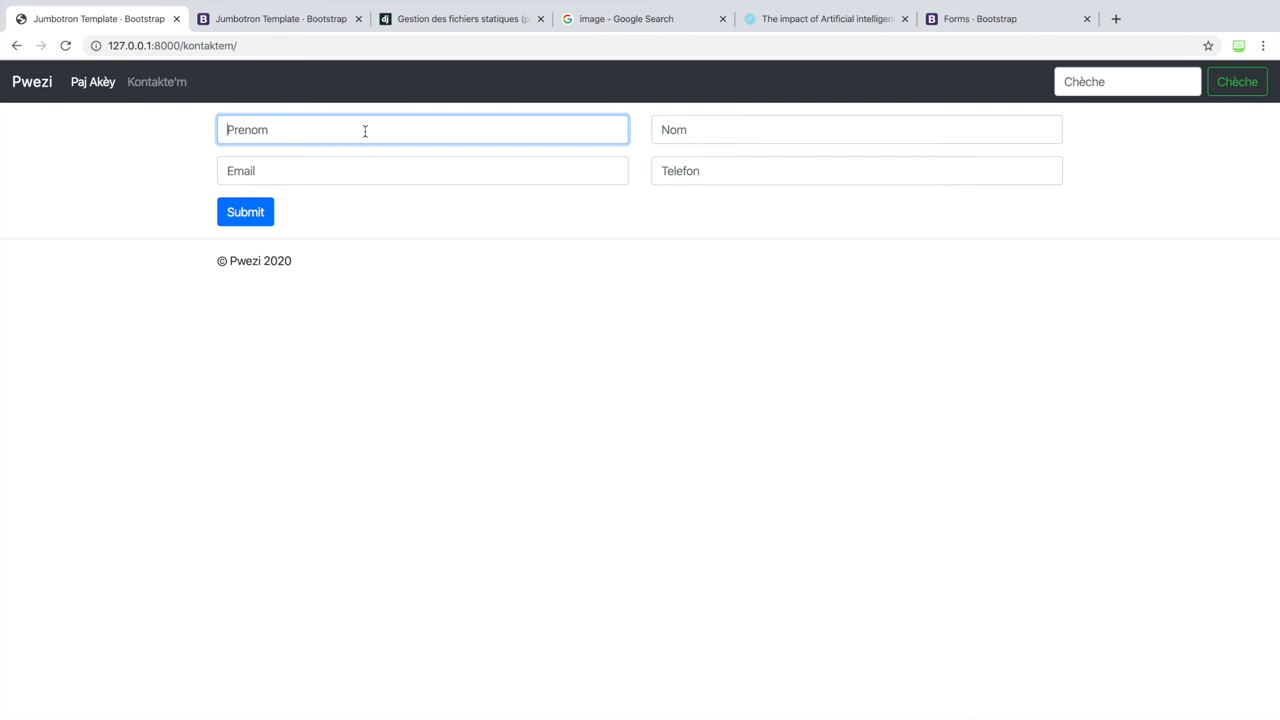 Jumbotron Template · Bootstrap
Jumbotron Template · Bootstrap
Gestion des fichiers statiques (p
image - Google Search
The impact of Artificial intelligen
Forms · Bootstrap
127.0.0.1:8000/kontaktem/
Pwezi Paj Akèy Kontakte'm Chèche Chèche
Prenom Nom
Email Telefon
Submit
© Pwezi 2020